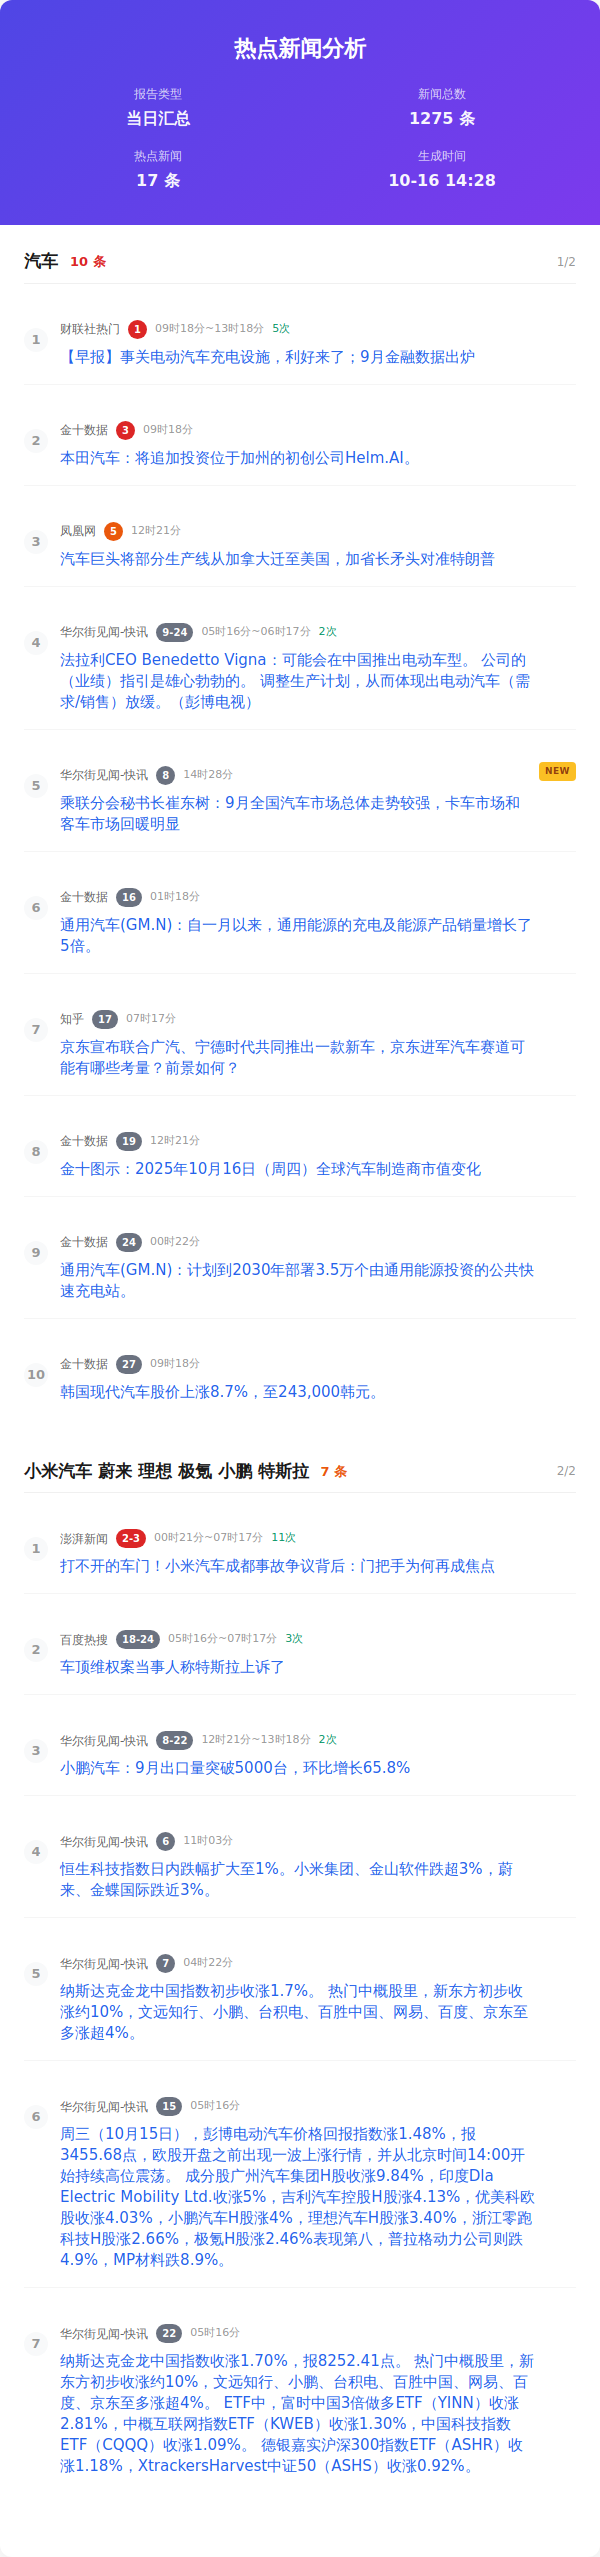 热点新闻分析
报告类型
新闻总数
当日汇总
1275 条
热点新闻
生成时间
17 条
10-16 14:28
汽车 10 条 1/2
1 财联社热门 1 09时18分~13时18分 5次
【早报】事关电动汽车充电设施，利好来了；9月金融数据出炉
2 金十数据 3 09时18分
本田汽车：将追加投资位于加州的初创公司Helm.AI。
3 凤凰网 5 12时21分
汽车巨头将部分生产线从加拿大迁至美国，加省长矛头对准特朗普
4 华尔街见闻-快讯 9-24 05时16分~06时17分 2次
法拉利CEO Benedetto Vigna：可能会在中国推出电动车型。 公司的
（业绩）指引是雄心勃勃的。 调整生产计划，从而体现出电动汽车（需
求/销售）放缓。（彭博电视）
5 华尔街见闻-快讯 8 14时28分 NEW
乘联分会秘书长崔东树：9月全国汽车市场总体走势较强，卡车市场和
客车市场回暖明显
6 金十数据 16 01时18分
通用汽车(GM.N)：自一月以来，通用能源的充电及能源产品销量增长了
5倍。
7 知乎 17 07时17分
京东宣布联合广汽、宁德时代共同推出一款新车，京东进军汽车赛道可
能有哪些考量？前景如何？
8 金十数据 19 12时21分
金十图示：2025年10月16日（周四）全球汽车制造商市值变化
9 金十数据 24 00时22分
通用汽车(GM.N)：计划到2030年部署3.5万个由通用能源投资的公共快
速充电站。
10 金十数据 27 09时18分
韩国现代汽车股价上涨8.7%，至243,000韩元。
小米汽车 蔚来 理想 极氪 小鹏 特斯拉 7 条 2/2
1 澎湃新闻 2-3 00时21分~07时17分 11次
打不开的车门！小米汽车成都事故争议背后：门把手为何再成焦点
2 百度热搜 18-24 05时16分~07时17分 3次
车顶维权案当事人称特斯拉上诉了
3 华尔街见闻-快讯 8-22 12时21分~13时18分 2次
小鹏汽车：9月出口量突破5000台，环比增长65.8%
4 华尔街见闻-快讯 6 11时03分
恒生科技指数日内跌幅扩大至1%。小米集团、金山软件跌超3%，蔚
来、金蝶国际跌近3%。
5 华尔街见闻-快讯 7 04时22分
纳斯达克金龙中国指数初步收涨1.7%。 热门中概股里，新东方初步收
涨约10%，文远知行、小鹏、台积电、百胜中国、网易、百度、京东至
多涨超4%。
6 华尔街见闻-快讯 15 05时16分
周三（10月15日），彭博电动汽车价格回报指数涨1.48%，报
3455.68点，欧股开盘之前出现一波上涨行情，并从北京时间14:00开
始持续高位震荡。 成分股广州汽车集团H股收涨9.84%，印度Dla
Electric Mobility Ltd.收涨5%，吉利汽车控股H股涨4.13%，优美科欧
股收涨4.03%，小鹏汽车H股涨4%，理想汽车H股涨3.40%，浙江零跑
科技H股涨2.66%，极氪H股涨2.46%表现第八，普拉格动力公司则跌
4.9%，MP材料跌8.9%。
7 华尔街见闻-快讯 22 05时16分
纳斯达克金龙中国指数收涨1.70%，报8252.41点。 热门中概股里，新
东方初步收涨约10%，文远知行、小鹏、台积电、百胜中国、网易、百
度、京东至多涨超4%。 ETF中，富时中国3倍做多ETF（YINN）收涨
2.81%，中概互联网指数ETF（KWEB）收涨1.30%，中国科技指数
ETF（CQQQ）收涨1.09%。 德银嘉实沪深300指数ETF（ASHR）收
涨1.18%，XtrackersHarvest中证50（ASHS）收涨0.92%。